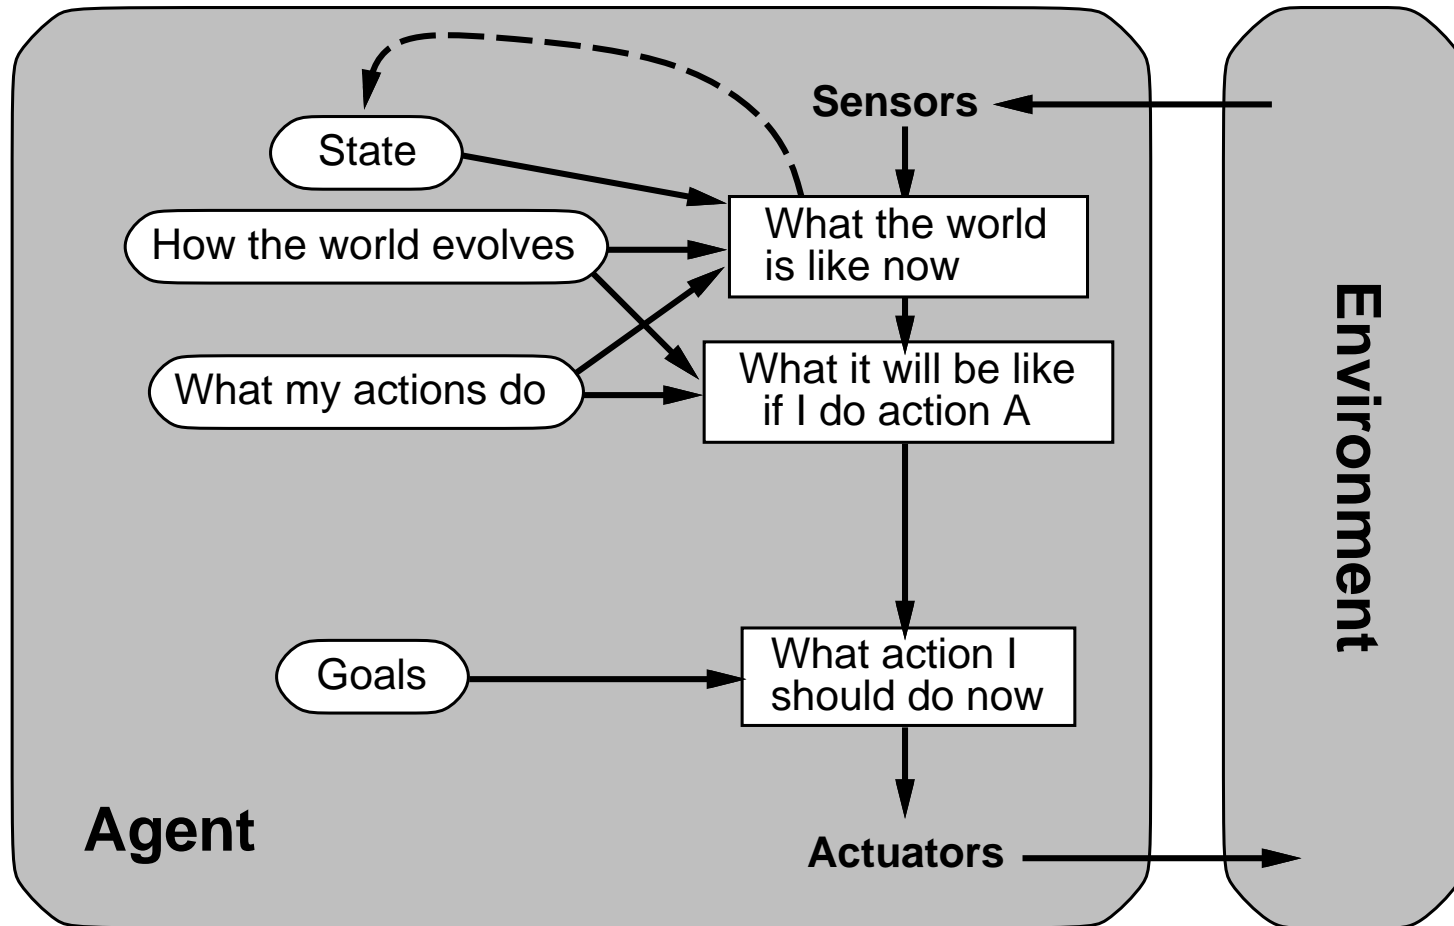 Sensors
State
What the world
is like now
How the world evolves
What it will be like
if I do action A
What my actions do
Environment
What action I
should do now
Goals
Agent
Actuators